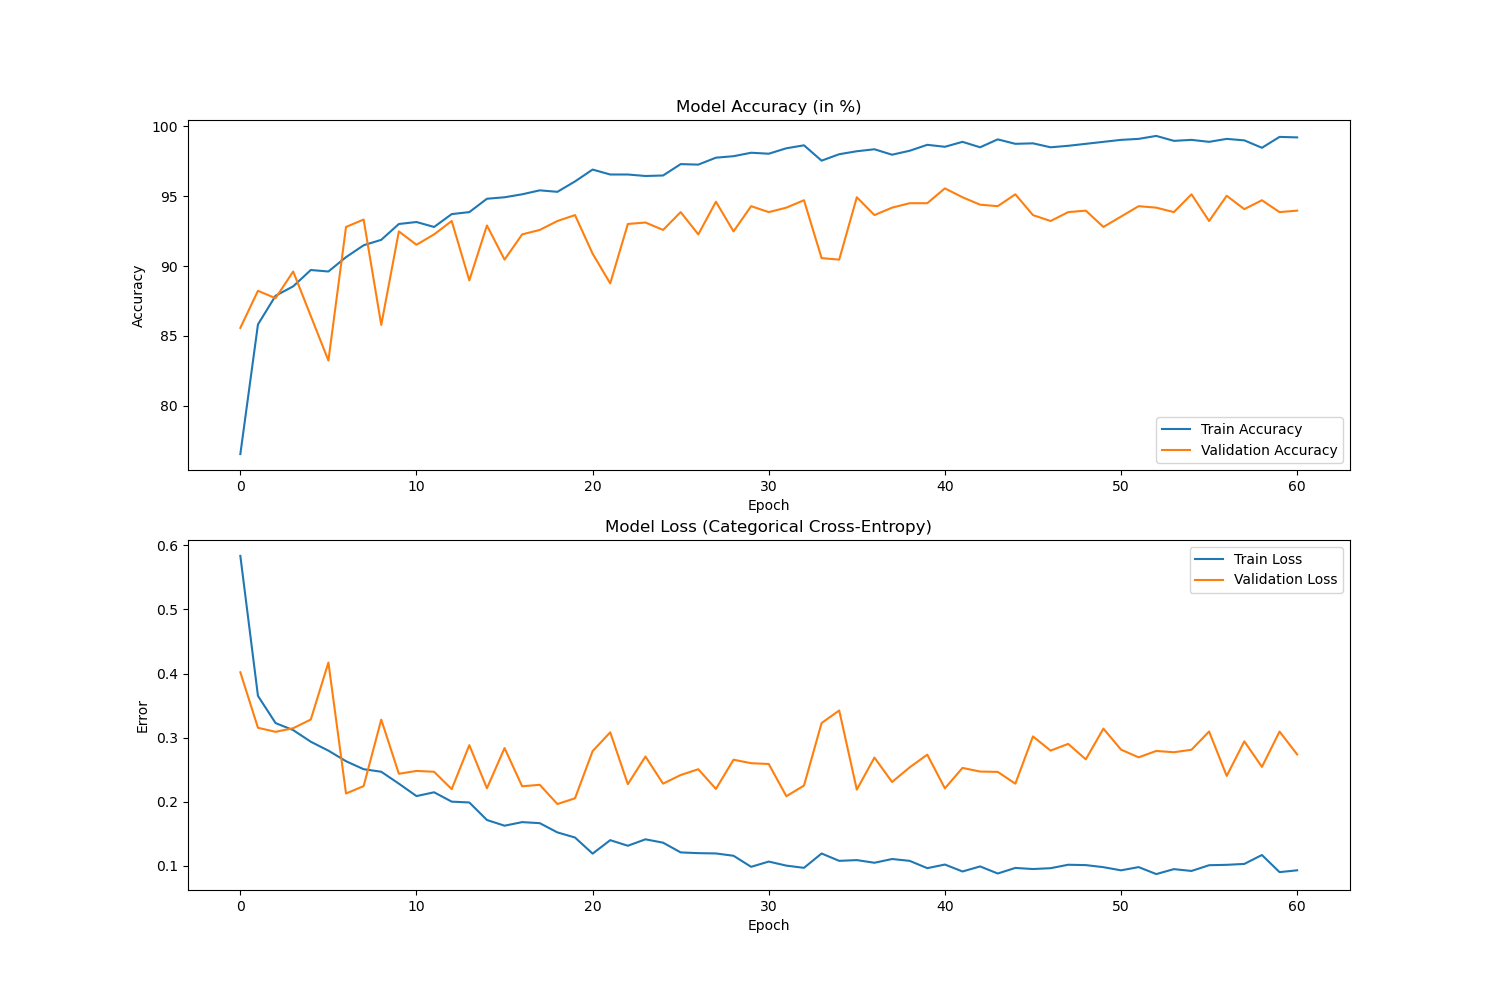 Model Accuracy (in %)
100
95
90
85
80
Accuracy
Train Accuracy
Validation Accuracy
0 10 20 30 40 50 60
Epoch
Model Loss (Categorical Cross-Entropy)
0.6
0.5
0.4
0.3
0.2
0.1
Error
Train Loss
Validation Loss
0 10 20 30 40 50 60
Epoch